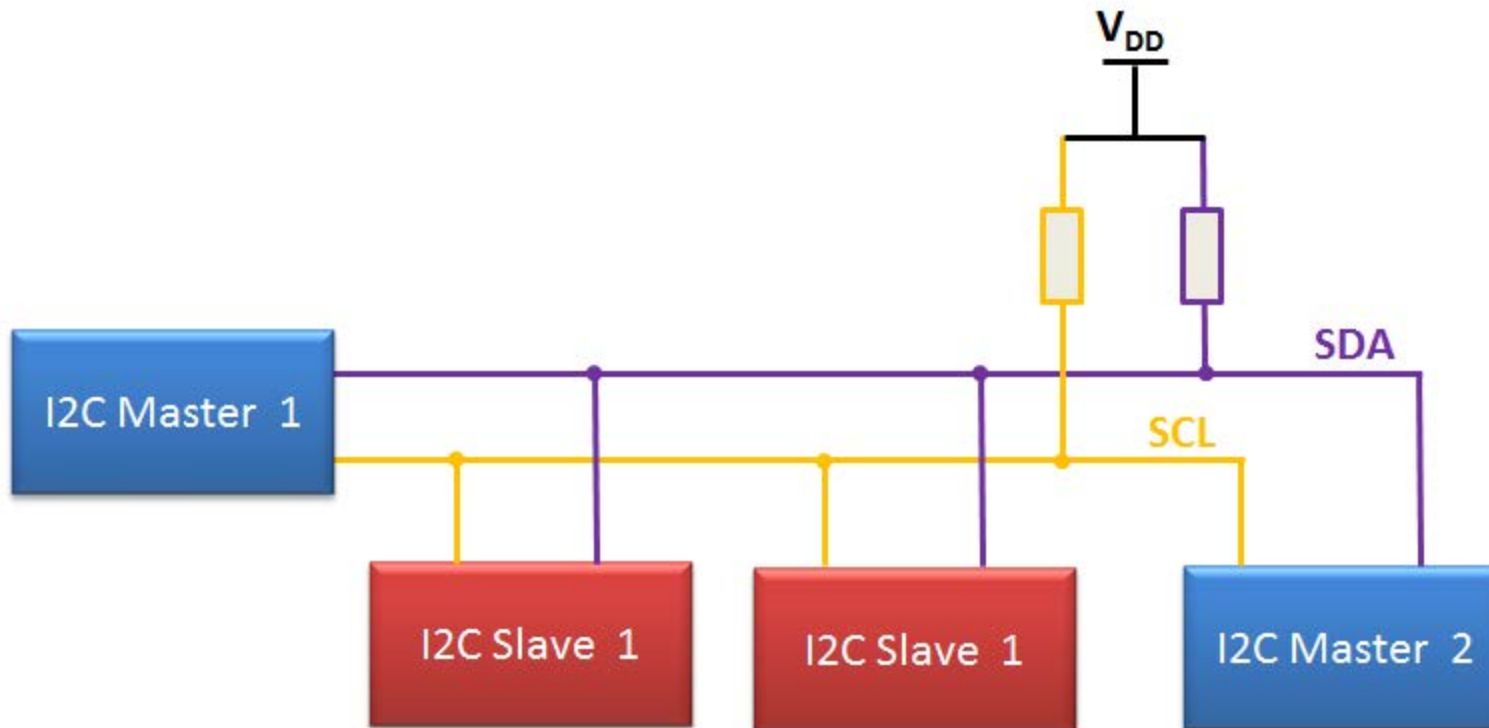 VDD
SDA
I2C Master 1
SCL
I2C Slave 1
I2C Slave 1
I2C Master 2